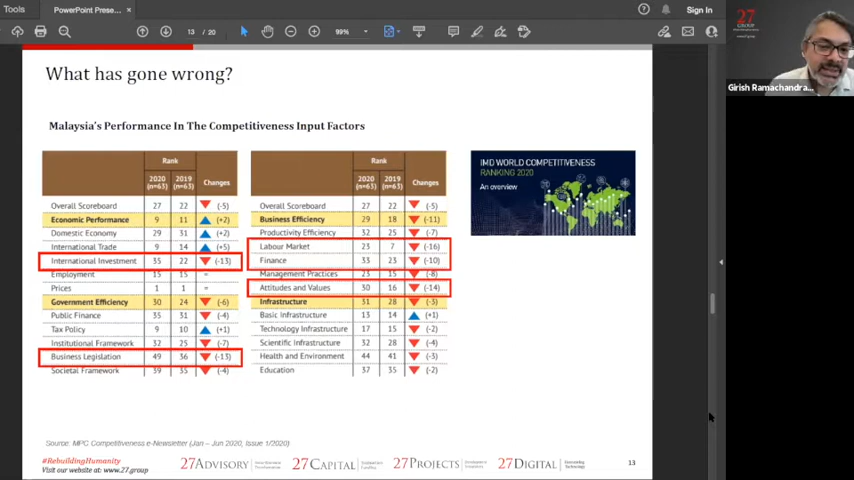 Tools
PowerPoint Prese...
×
Sign In
13 / 20
99%
27
GROUP
Girish Ramachandra...
What has gone wrong?
Malaysia's Performance In The Competitiveness Input Factors
Rank
2020 (n=63) 2019 (n=63) Changes
Overall Scoreboard 27 22 (-5)
Economic Performance 9 11 (+2)
Domestic Economy 29 31 (+2)
International Trade 9 14 (+5)
International Investment 35 22 (-13)
Employment 15 15 =
Prices 1 1 =
Government Efficiency 30 24 (-6)
Public Finance 35 31 (-4)
Tax Policy 9 10 (+1)
Institutional Framework 32 25 (-7)
Business Legislation 49 36 (-13)
Societal Framework 39 35 (-4)
Rank
2020 (n=63) 2019 (n=63) Changes
Overall Scoreboard 27 22 (-5)
Business Efficiency 29 18 (-11)
Productivity Efficiency 32 25 (-7)
Labour Market 23 7 (-16)
Finance 33 23 (-10)
Management Practices 23 15 (-8)
Attitudes and Values 30 16 (-14)
Infrastructure 31 28 (-3)
Basic Infrastructure 13 14 (+1)
Technology Infrastructure 17 15 (-2)
Scientific Infrastructure 32 28 (-4)
Health and Environment 44 41 (-3)
Education 37 35 (-2)
IMD WORLD COMPETITIVENESS
RANKING 2020
An overview
Source: MPC Competitiveness e-Newsletter (Jan – Jun 2020, Issue 1/2020)
#RebuildingHumanity
Visit our website at: www.27.group
27ADVISORY
27CAPITAL
27PROJECTS
27DIGITAL
13